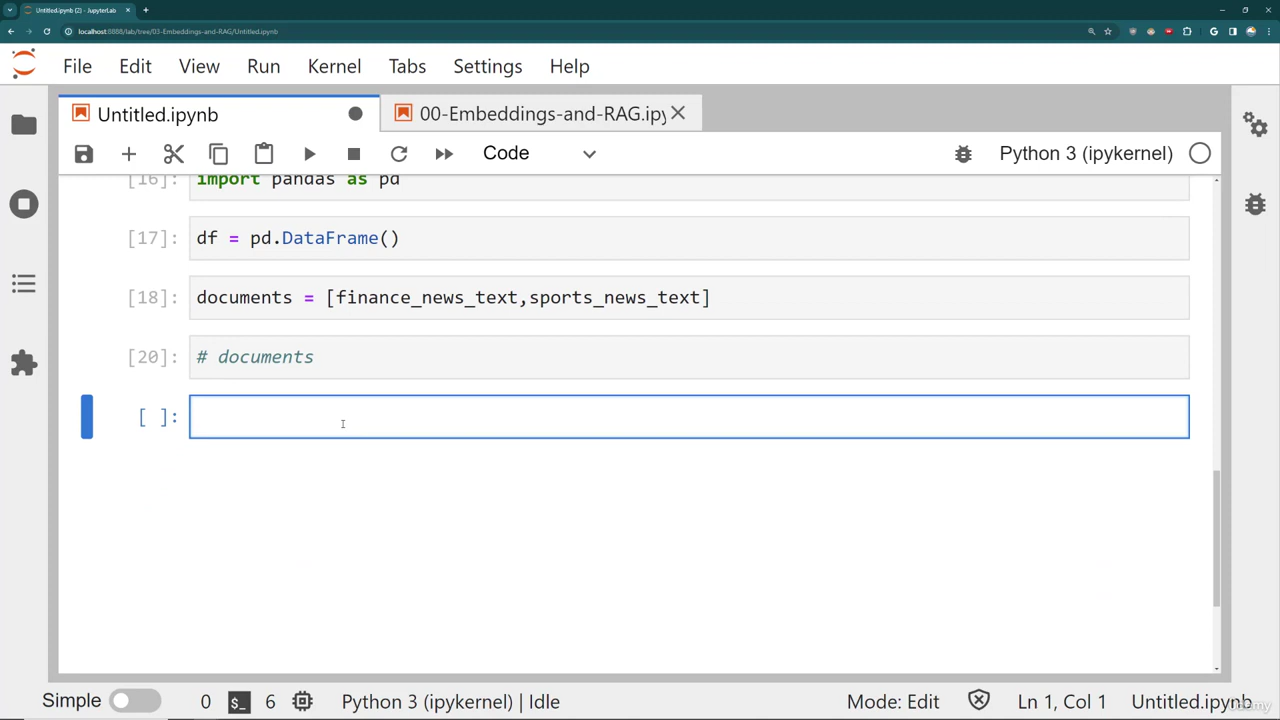 Untitled.ipynb (2) - JupyterLab
localhost:8888/lab/tree/03-Embeddings-and-RAG/Untitled.ipynb
File Edit View Run Kernel Tabs Settings Help
Untitled.ipynb 00-Embeddings-and-RAG.ipy
Code Python 3 (ipykernel)
[16]: import pandas as pd
[17]: df = pd.DataFrame()
[18]: documents = [finance_news_text,sports_news_text]
[20]: # documents
[ ]:
Simple 0 $_ 6 Python 3 (ipykernel) | Idle Mode: Edit Ln 1, Col 1 Untitled.ipynb
Udemy